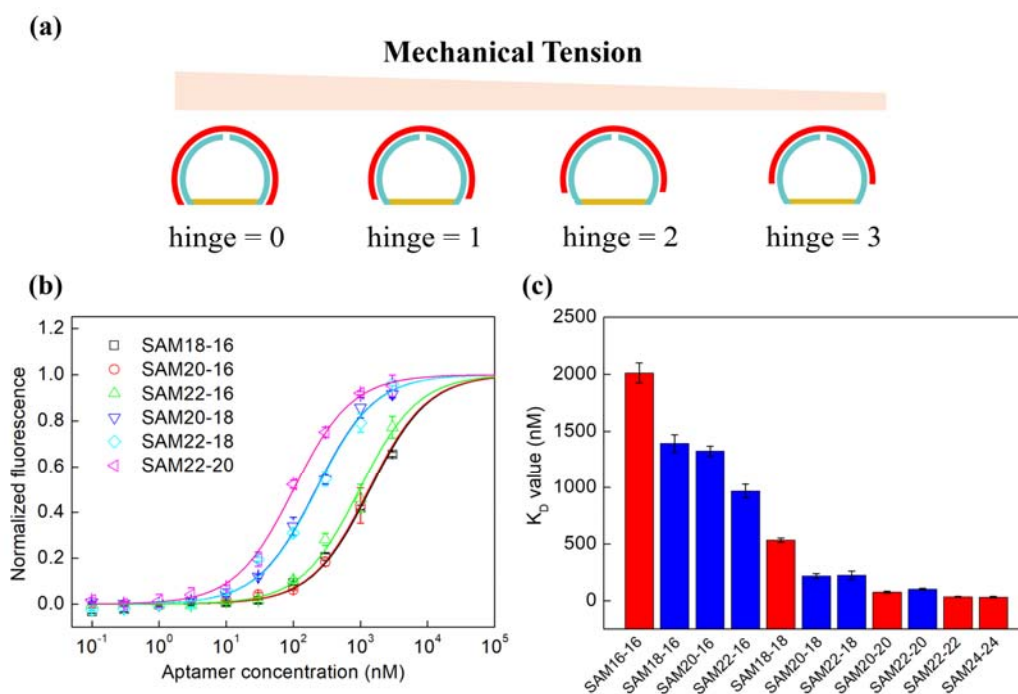 (a)
Mechanical Tension
hinge = 0 hinge = 1 hinge = 2 hinge = 3
(b)
1.2
1.0
0.8
0.6
0.4
0.2
0.0
Normalized fluorescence
SAM18-16
SAM20-16
SAM22-16
SAM20-18
SAM22-18
SAM22-20
10⁻¹ 10⁰ 10¹ 10² 10³ 10⁴ 10⁵
Aptamer concentration (nM)
(c)
2500
2000
1500
1000
500
0
K_D value (nM)
SAM16-16
SAM18-16
SAM20-16
SAM22-16
SAM18-18
SAM20-18
SAM22-18
SAM20-20
SAM22-20
SAM22-22
SAM24-24